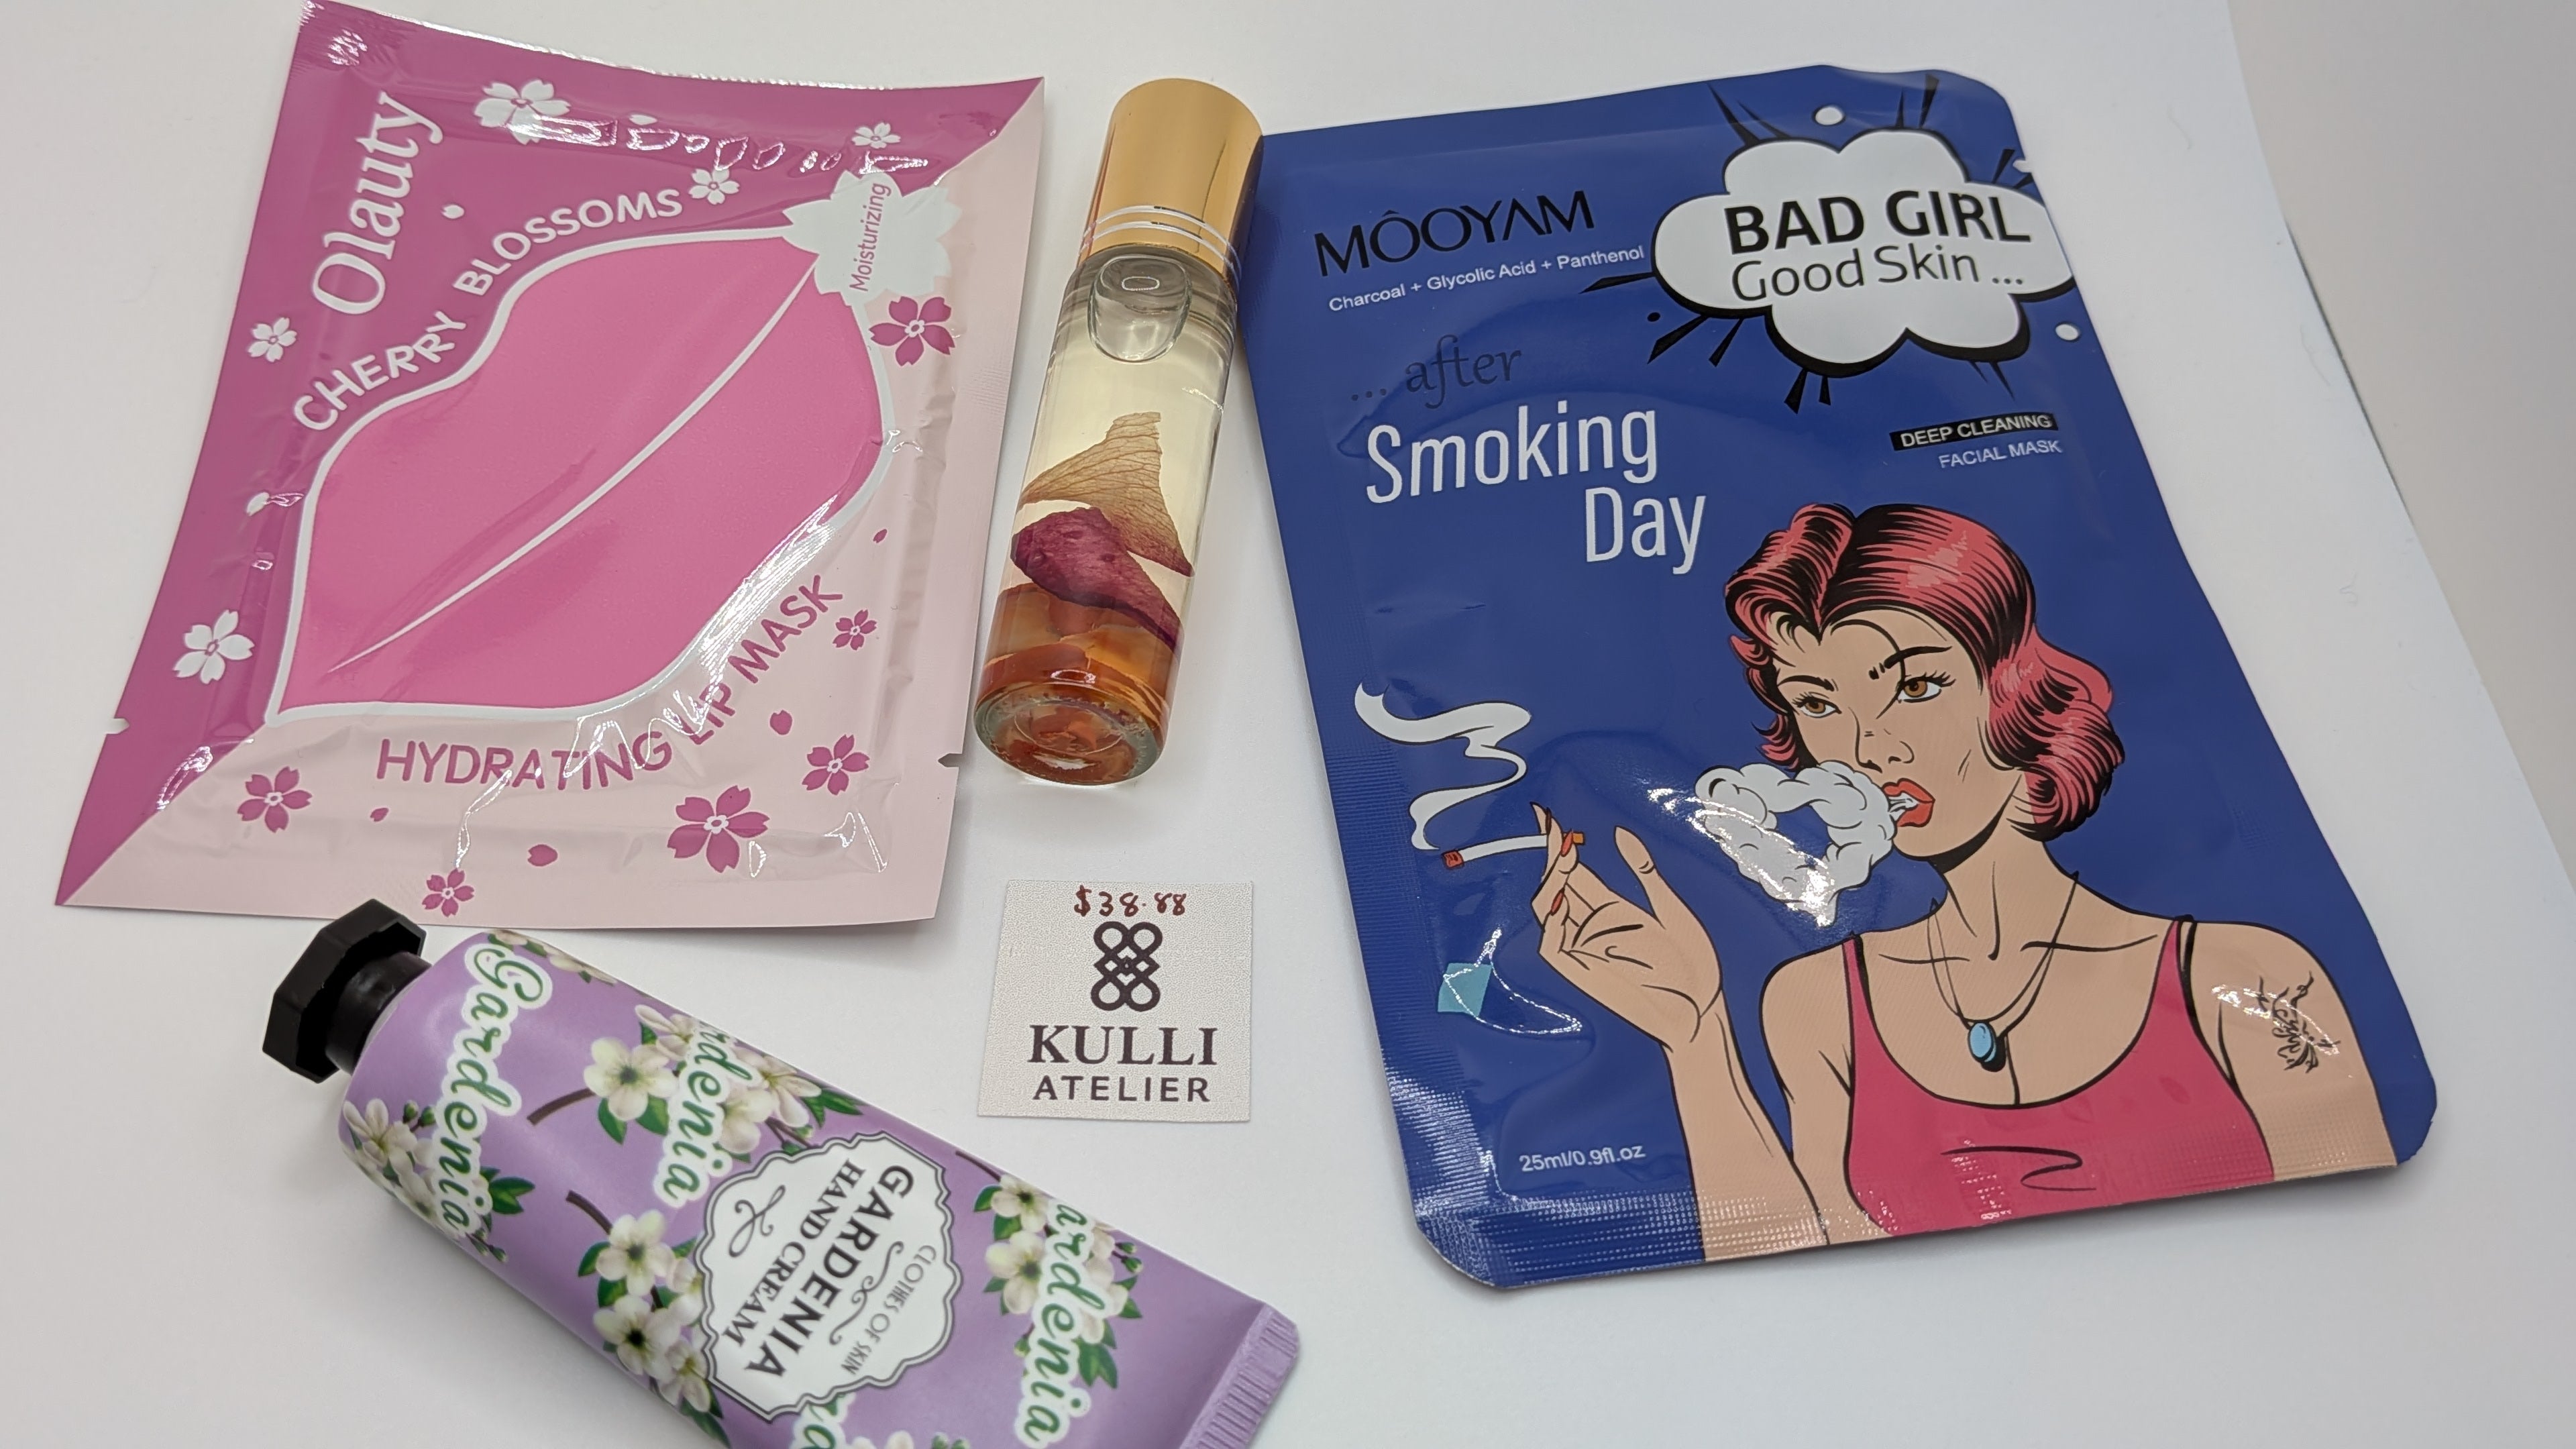 Olauty
CHERRY BLOSSOMS
Moisturizing
HYDRATING LIP MASK
MÔOYAM
Charcoal + Glycolic Acid + Panthenol
BAD GIRL
Good Skin ...
... after
Smoking
Day
DEEP CLEANING
FACIAL MASK
25ml/0.9fl.oz
$38.88
KULLI
ATELIER
Gardenia
rdenia
ardenia
CLOTHES OF SKIN
GARDENIA
HAND CREAM